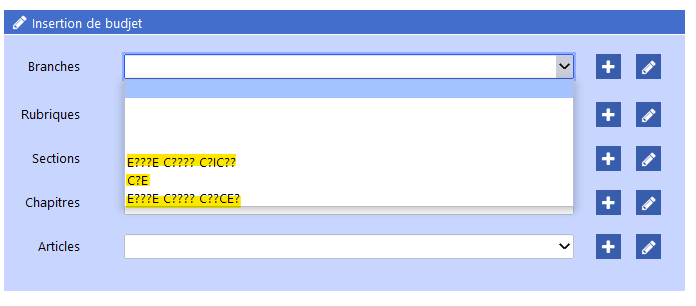 Insertion de budjet
Branches
Rubriques
Sections
E???E C???? C?IC??
C?E
E???E C???? C??CE?
Chapitres
Articles